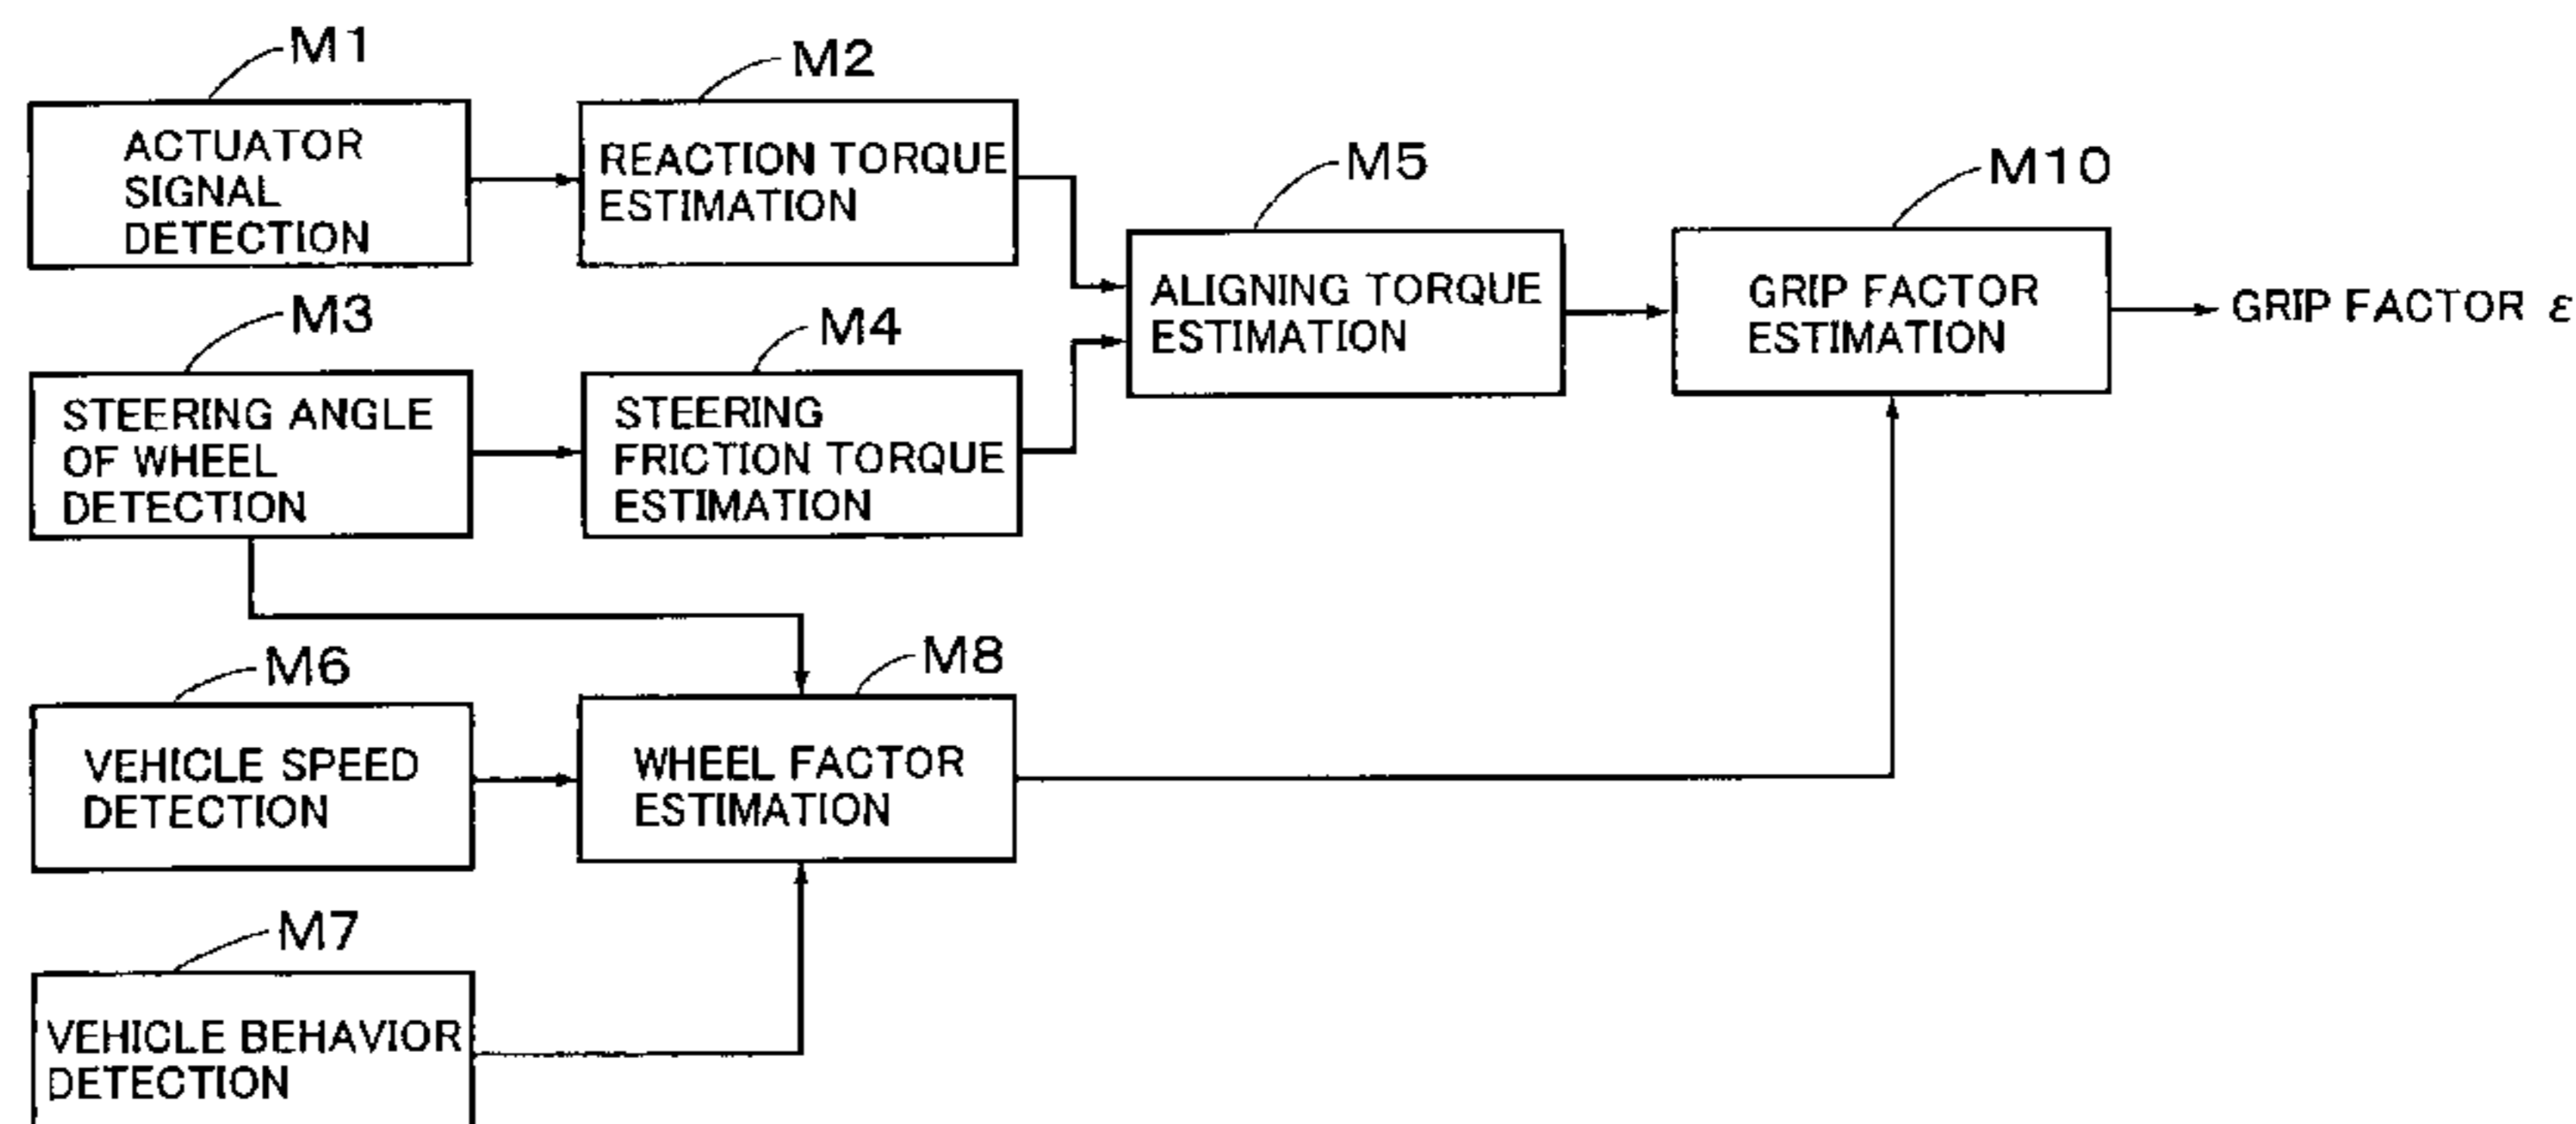 M1
ACTUATOR
SIGNAL
DETECTION
M2
REACTION TORQUE
ESTIMATION
M3
STEERING ANGLE
OF WHEEL
DETECTION
M4
STEERING
FRICTION TORQUE
ESTIMATION
M5
ALIGNING TORQUE
ESTIMATION
M10
GRIP FACTOR
ESTIMATION
GRIP FACTOR ε
M6
VEHICLE SPEED
DETECTION
M8
WHEEL FACTOR
ESTIMATION
M7
VEHICLE BEHAVIOR
DETECTION